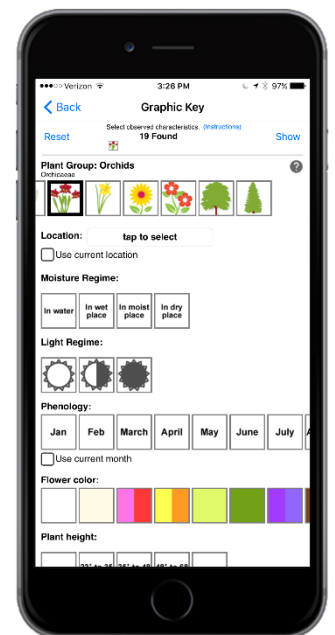 Verizon 3:26 PM 97%
Back Graphic Key
Select observed characteristics. (Instructions)
Reset 19 Found Show
Plant Group: Orchids
Orchidaceae
Location: tap to select
Use current location
Moisture Regime:
In water In wet place In moist place In dry place
Light Regime:
Phenology:
Jan Feb March April May June July A
Use current month
Flower color:
Plant height: